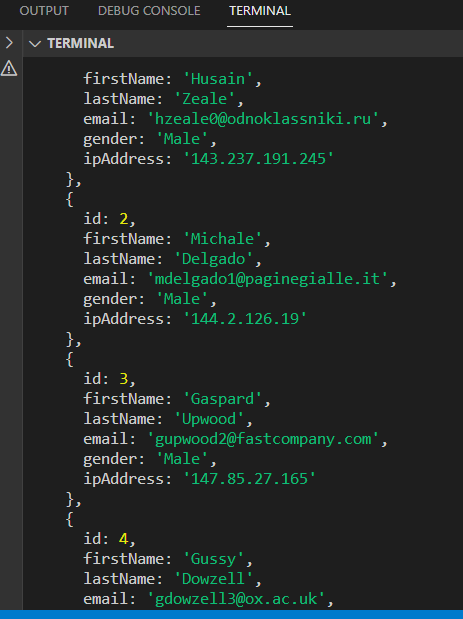 OUTPUT DEBUG CONSOLE TERMINAL
TERMINAL
firstName: 'Husain',
lastName: 'Zeale',
email: 'hzeale0@odnoklassniki.ru',
gender: 'Male',
ipAddress: '143.237.191.245'
},
{
id: 2,
firstName: 'Michale',
lastName: 'Delgado',
email: 'mdelgado1@paginegialle.it',
gender: 'Male',
ipAddress: '144.2.126.19'
},
{
id: 3,
firstName: 'Gaspard',
lastName: 'Upwood',
email: 'gupwood2@fastcompany.com',
gender: 'Male',
ipAddress: '147.85.27.165'
},
{
id: 4,
firstName: 'Gussy',
lastName: 'Dowzell',
email: 'gdowzell3@ox.ac.uk',